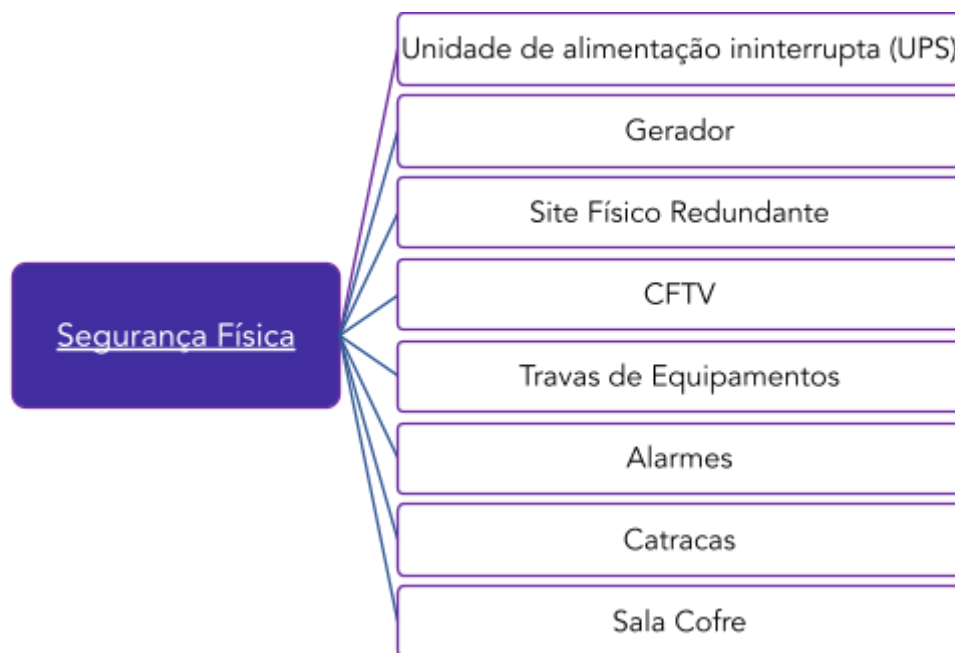 Segurança Física
Unidade de alimentação ininterrupta (UPS)
Gerador
Site Físico Redundante
CFTV
Travas de Equipamentos
Alarmes
Catracas
Sala Cofre